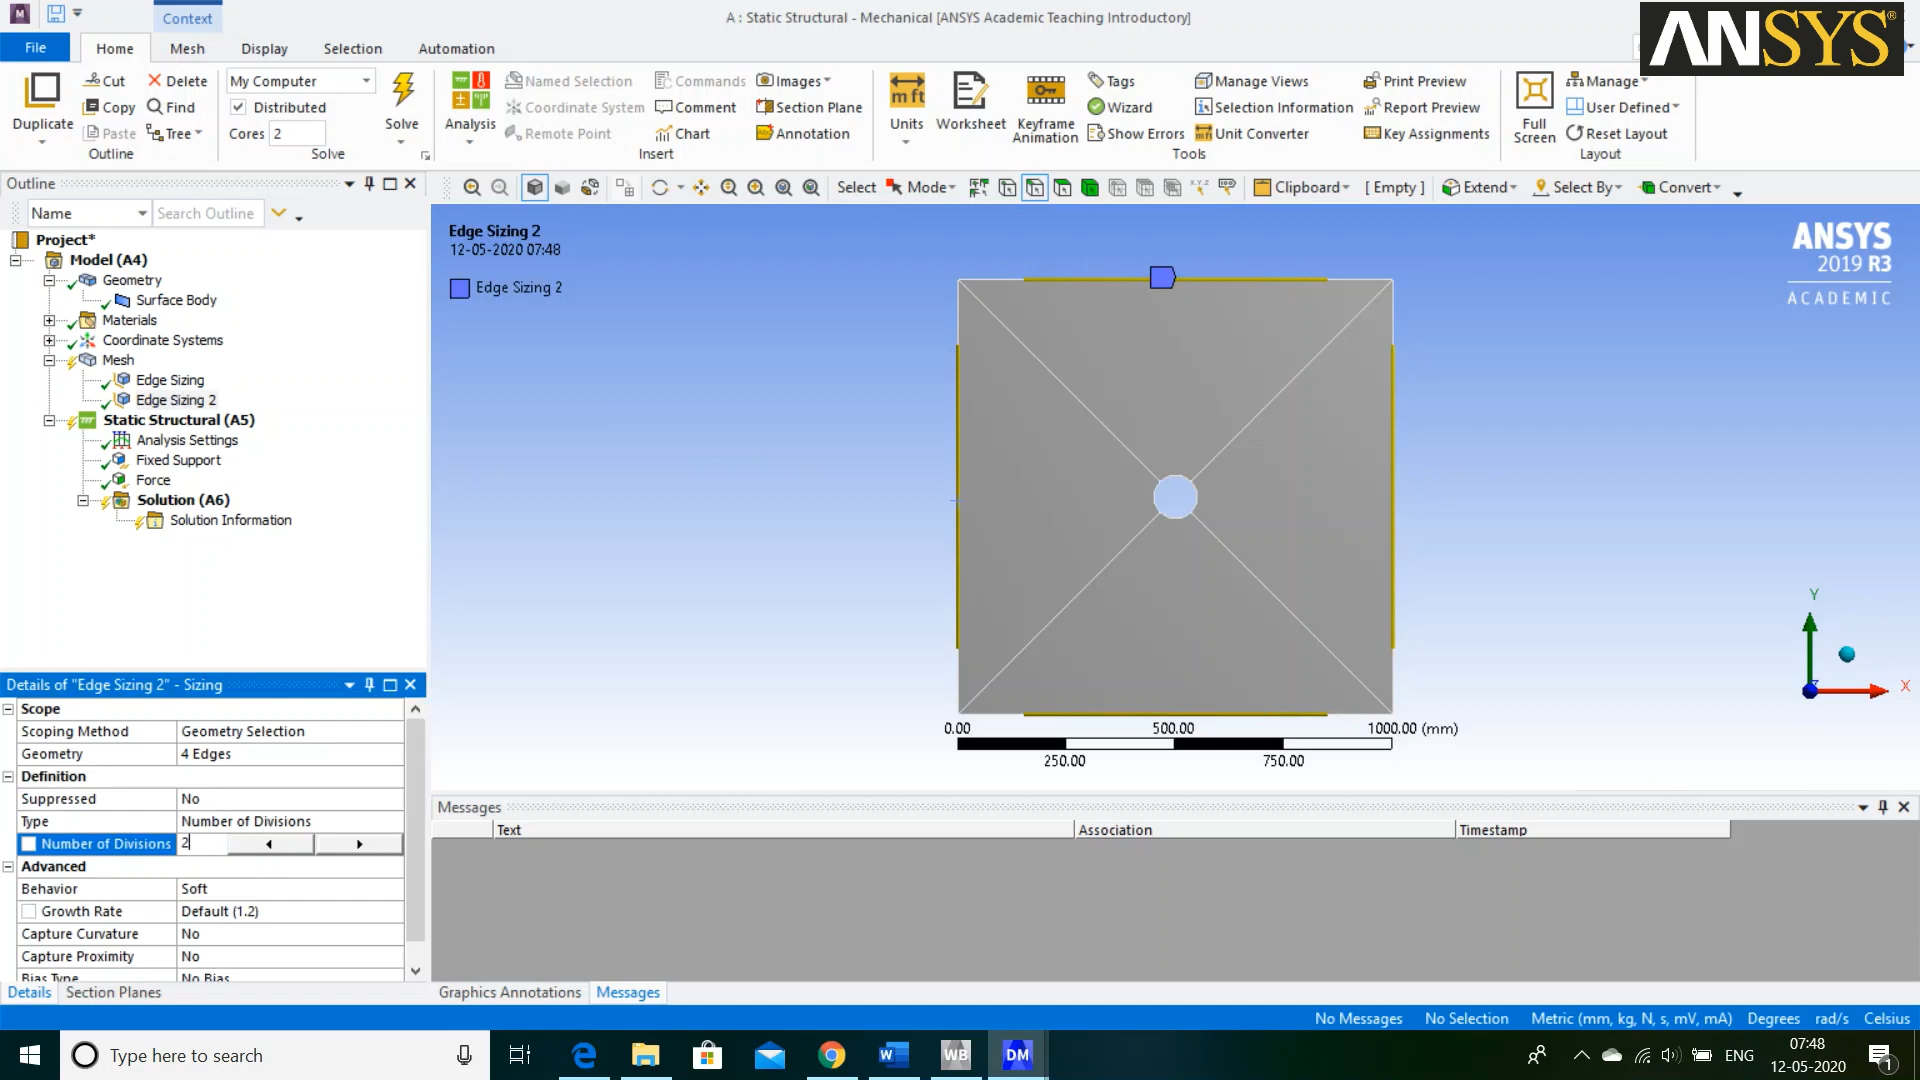 Context
A : Static Structural - Mechanical [ANSYS Academic Teaching Introductory]
ANSYS®
File
Home
Mesh
Display
Selection
Automation
Duplicate
Cut
Copy
Paste
Delete
Find
Tree
Outline
My Computer
Distributed
Cores 2
Solve
Solve
Analysis
Named Selection
Coordinate System
Remote Point
Commands
Comment
Chart
Images
Section Plane
Annotation
Insert
Units
Worksheet
Keyframe
Animation
Tags
Wizard
Show Errors
Manage Views
Selection Information
Unit Converter
Print Preview
Report Preview
Key Assignments
Tools
Full
Screen
Manage
User Defined
Reset Layout
Layout
Outline
Name
Search Outline
Select
Mode
Clipboard
[ Empty ]
Extend
Select By
Convert
Project*
Model (A4)
Geometry
Surface Body
Materials
Coordinate Systems
Mesh
Edge Sizing
Edge Sizing 2
Static Structural (A5)
Analysis Settings
Fixed Support
Force
Solution (A6)
Solution Information
Edge Sizing 2
12-05-2020 07:48
Edge Sizing 2
ANSYS
2019 R3
ACADEMIC
Y
X
0.00
500.00
1000.00 (mm)
250.00
750.00
Details of "Edge Sizing 2" - Sizing
Scope
Scoping Method Geometry Selection
Geometry 4 Edges
Definition
Suppressed No
Type Number of Divisions
Number of Divisions 2
Advanced
Behavior Soft
Growth Rate Default (1.2)
Capture Curvature No
Capture Proximity No
Bias Type No Bias
Details
Section Planes
Messages
Text
Association
Timestamp
Graphics Annotations
Messages
No Messages
No Selection
Metric (mm, kg, N, s, mV, mA)
Degrees
rad/s
Celsius
Type here to search
WB
DM
ENG
07:48
12-05-2020
1